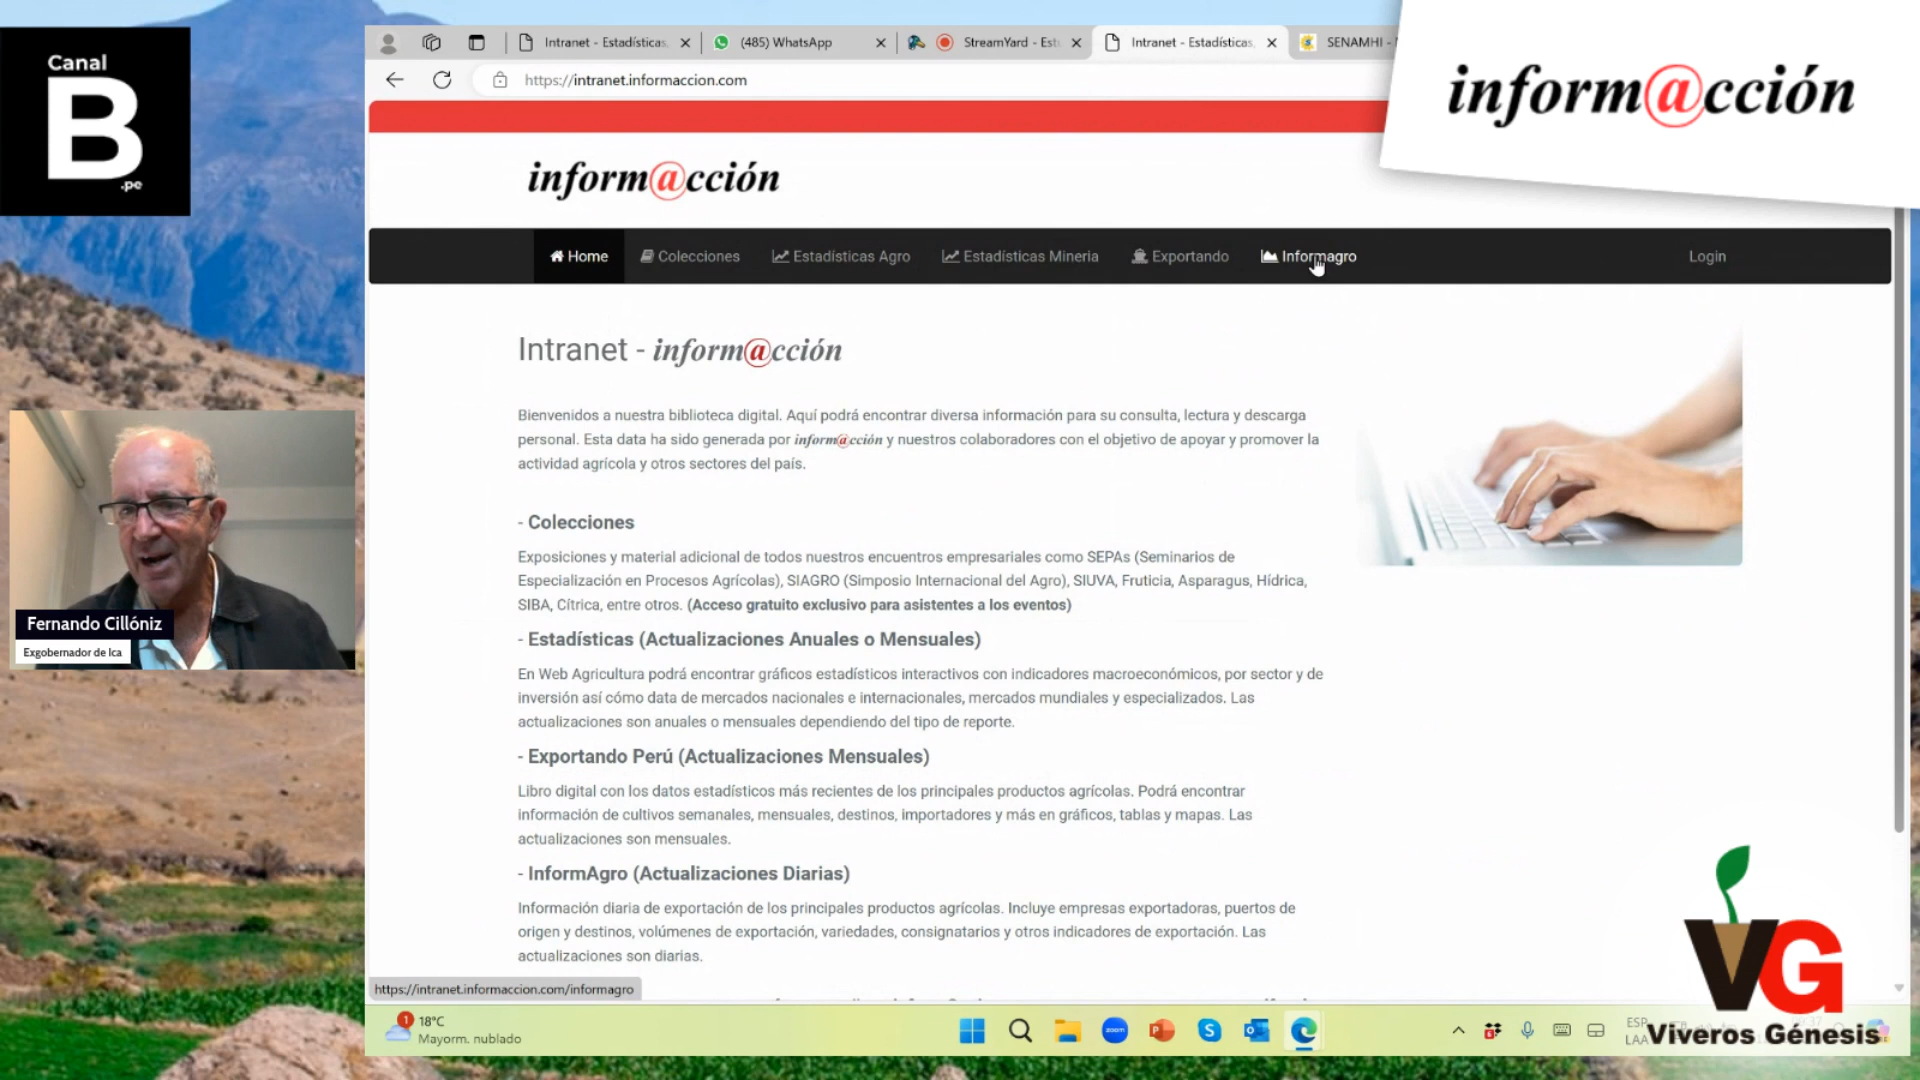 Canal
B
.pe
Intranet - Estadísticas,
(485) WhatsApp
StreamYard - Est
Intranet - Estadísticas,
SENAMHI -
https://intranet.informaccion.com
inform@cción
inform@cción
Home
Colecciones
Estadísticas Agro
Estadísticas Mineria
Exportando
Informagro
Login
Intranet - inform@cción
Bienvenidos a nuestra biblioteca digital. Aquí podrá encontrar diversa información para su consulta, lectura y descarga
personal. Esta data ha sido generada por inform@cción y nuestros colaboradores con el objetivo de apoyar y promover la
actividad agrícola y otros sectores del país.
- Colecciones
Exposiciones y material adicional de todos nuestros encuentros empresariales como SEPAs (Seminarios de
Especialización en Procesos Agrícolas), SIAGRO (Simposio Internacional del Agro), SIUVA, Fruticia, Asparagus, Hídrica,
SIBA, Cítrica, entre otros. (Acceso gratuito exclusivo para asistentes a los eventos)
- Estadísticas (Actualizaciones Anuales o Mensuales)
En Web Agricultura podrá encontrar gráficos estadísticos interactivos con indicadores macroeconómicos, por sector y de
inversión así cómo data de mercados nacionales e internacionales, mercados mundiales y especializados. Las
actualizaciones son anuales o mensuales dependiendo del tipo de reporte.
- Exportando Perú (Actualizaciones Mensuales)
Libro digital con los datos estadísticos más recientes de los principales productos agrícolas. Podrá encontrar
información de cultivos semanales, mensuales, destinos, importadores y más en gráficos, tablas y mapas. Las
actualizaciones son mensuales.
- InformAgro (Actualizaciones Diarias)
Información diaria de exportación de los principales productos agrícolas. Incluye empresas exportadoras, puertos de
origen y destinos, volúmenes de exportación, variedades, consignatarios y otros indicadores de exportación. Las
actualizaciones son diarias.
https://intranet.informaccion.com/informagro
Fernando Cillóniz
Exgobernador de Ica
1
18°C
Mayorm. nublado
zoom
ESP
LAA
VG
Viveros Génesis